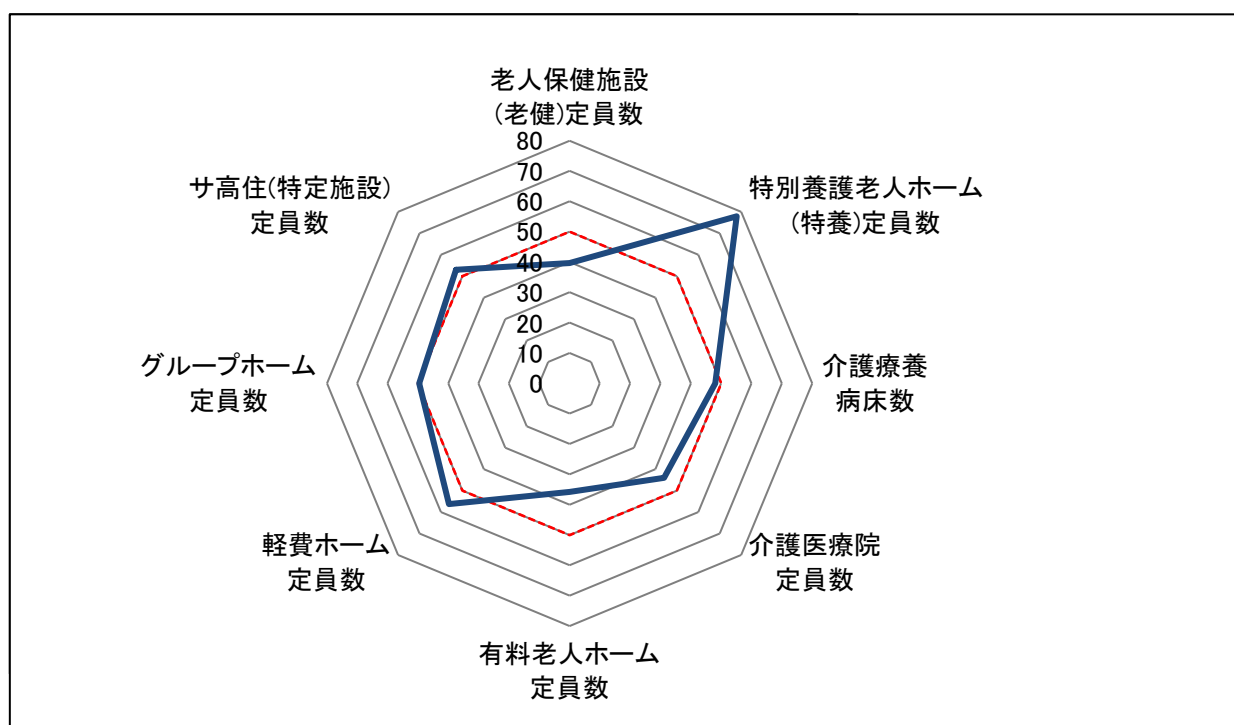 老人保健施設
(老健)定員数
特別養護老人ホーム
(特養)定員数
介護療養
病床数
介護医療院
定員数
有料老人ホーム
定員数
軽費ホーム
定員数
グループホーム
定員数
サ高住(特定施設)
定員数
80
70
60
50
40
30
20
10
0